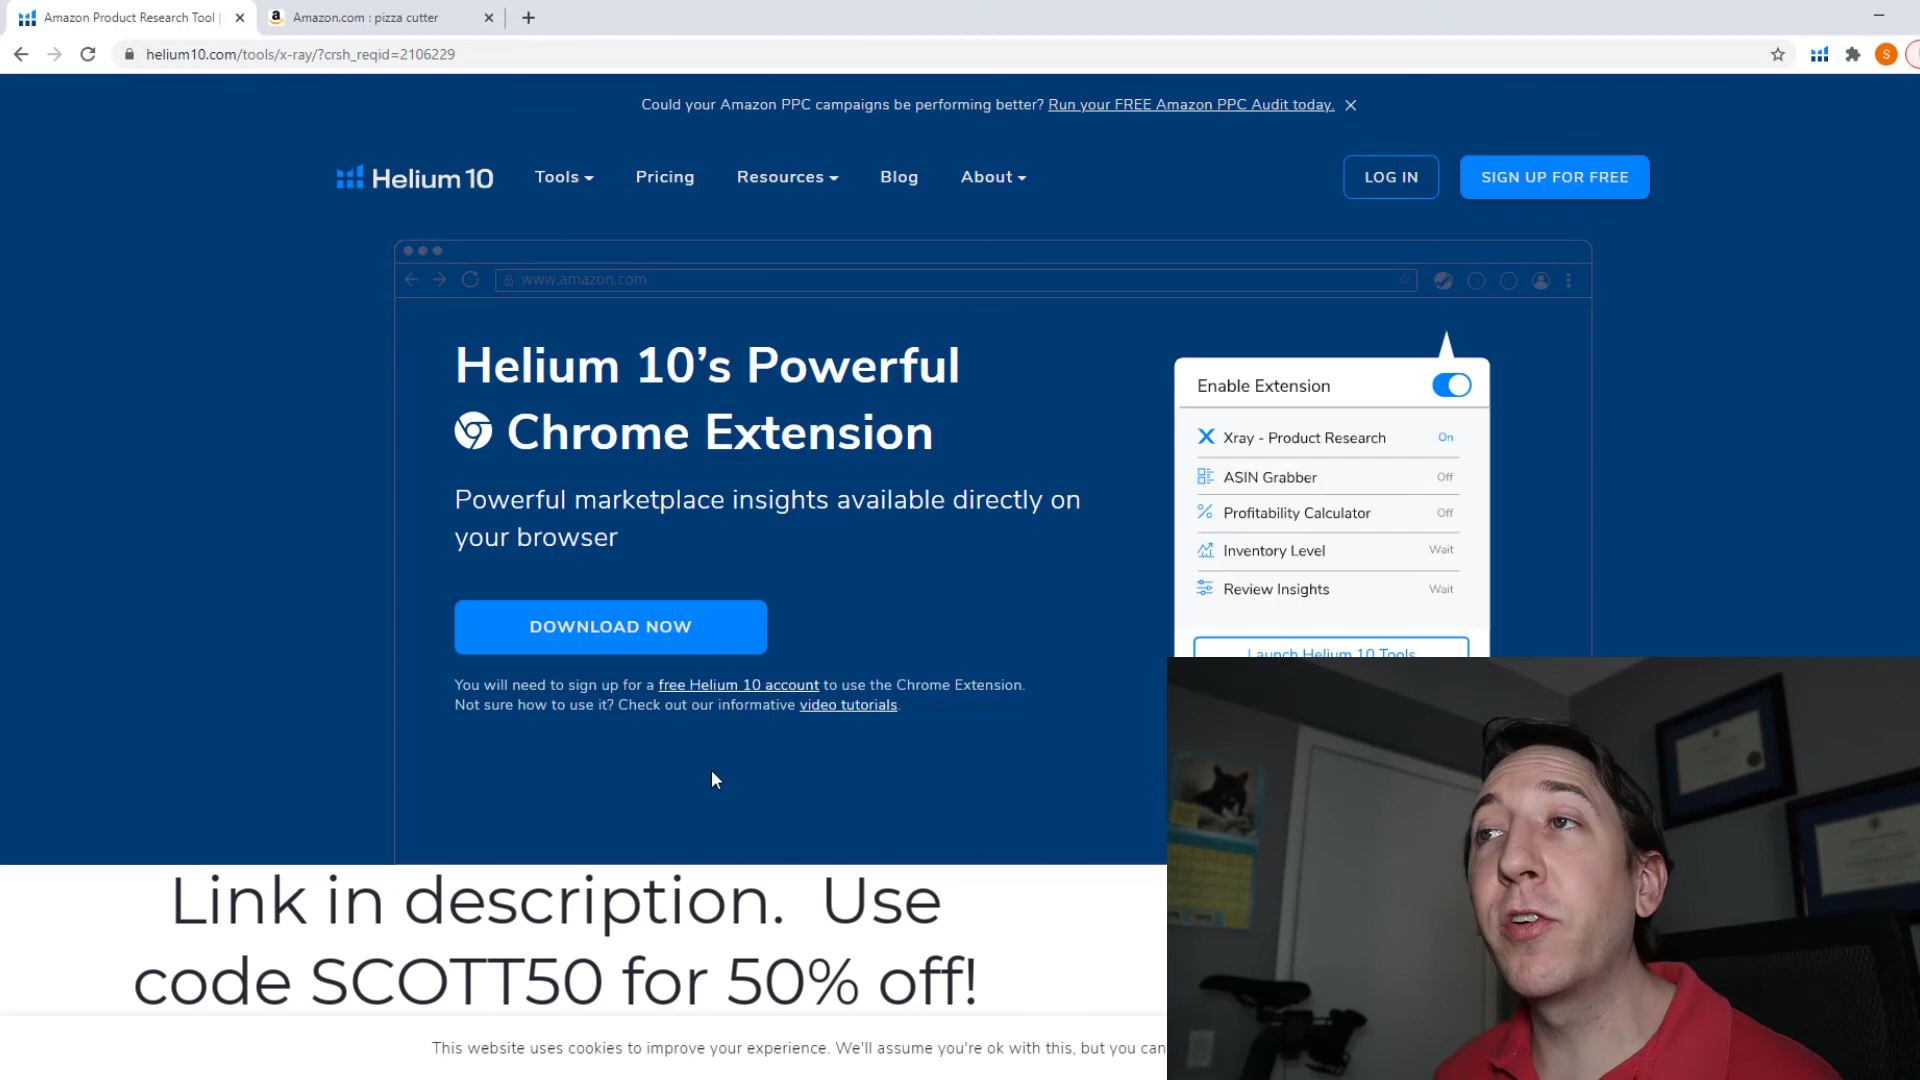 Amazon Product Research Tool |
Amazon.com : pizza cutter
helium10.com/tools/x-ray/?crsh_reqid=2106229
S
Could your Amazon PPC campaigns be performing better? Run your FREE Amazon PPC Audit today.
Helium 10
Tools
Pricing
Resources
Blog
About
LOG IN
SIGN UP FOR FREE
www.amazon.com
Helium 10's Powerful
Chrome Extension
Powerful marketplace insights available directly on
your browser
DOWNLOAD NOW
You will need to sign up for a free Helium 10 account to use the Chrome Extension.
Not sure how to use it? Check out our informative video tutorials.
Enable Extension
Xray - Product Research On
ASIN Grabber Off
Profitability Calculator Off
Inventory Level Wait
Review Insights Wait
Launch Helium 10 Tools
Link in description. Use
code SCOTT50 for 50% off!
This website uses cookies to improve your experience. We'll assume you're ok with this, but you can